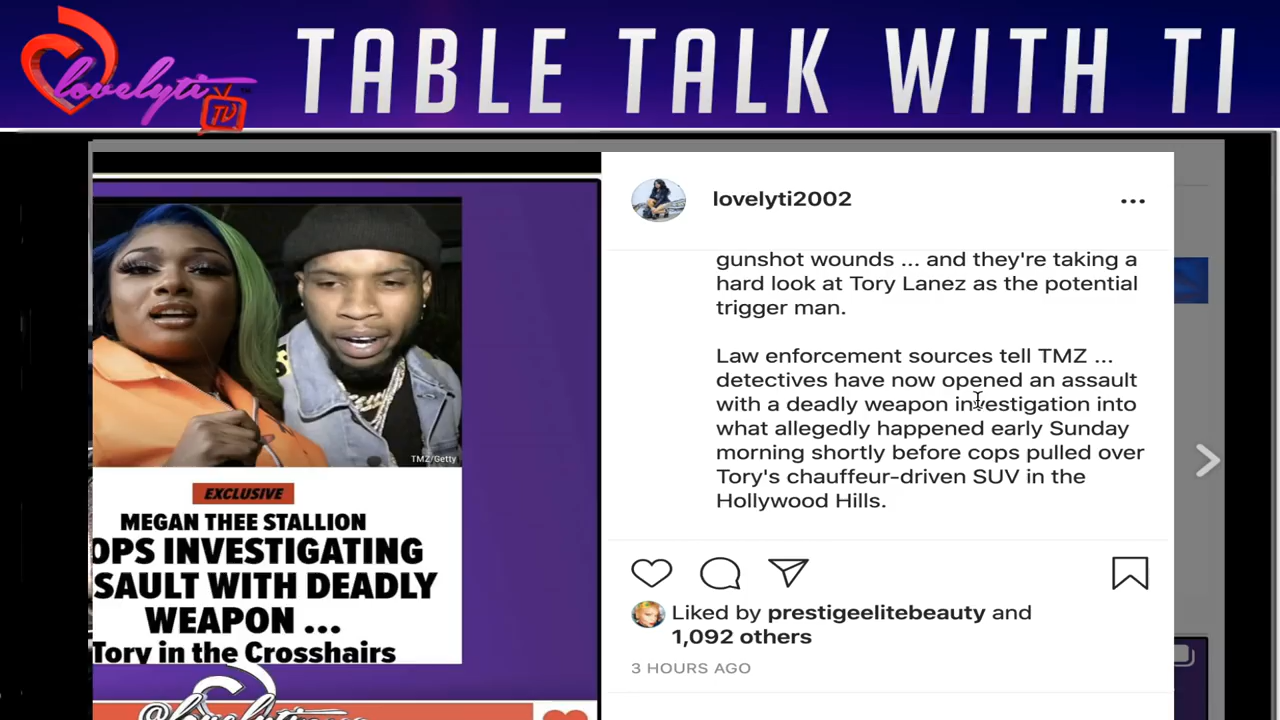 lovelyti
TV
TABLE TALK WITH TI
TMZ/Getty
EXCLUSIVE
MEGAN THEE STALLION
OPS INVESTIGATING
SAULT WITH DEADLY
WEAPON ...
Tory in the Crosshairs
@lovelyti
lovelyti2002
...
gunshot wounds ... and they're taking a
hard look at Tory Lanez as the potential
trigger man.
Law enforcement sources tell TMZ ...
detectives have now opened an assault
with a deadly weapon investigation into
what allegedly happened early Sunday
morning shortly before cops pulled over
Tory's chauffeur-driven SUV in the
Hollywood Hills.
Liked by prestigeelitebeauty and
1,092 others
3 HOURS AGO